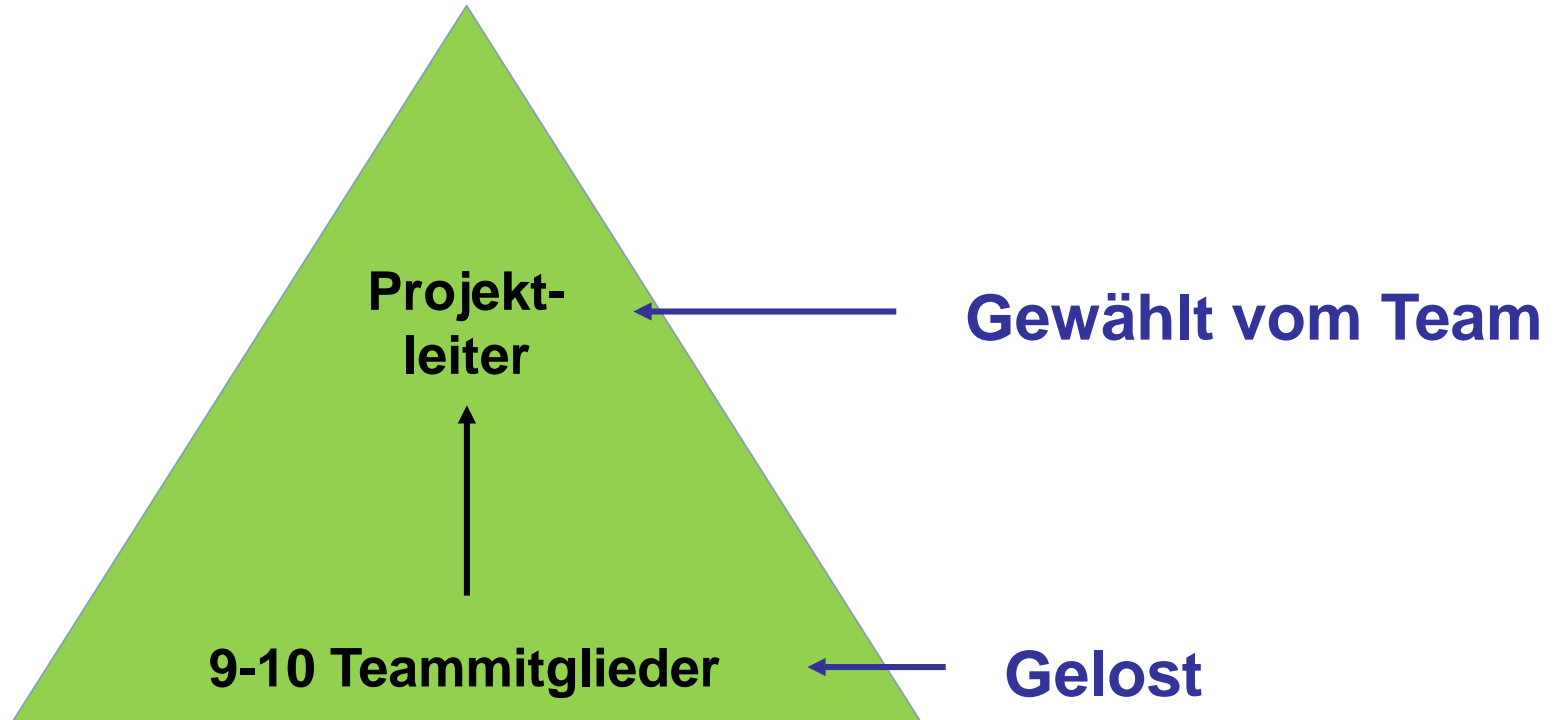 Projekt-
leiter
Gewählt vom Team
9-10 Teammitglieder
Gelost